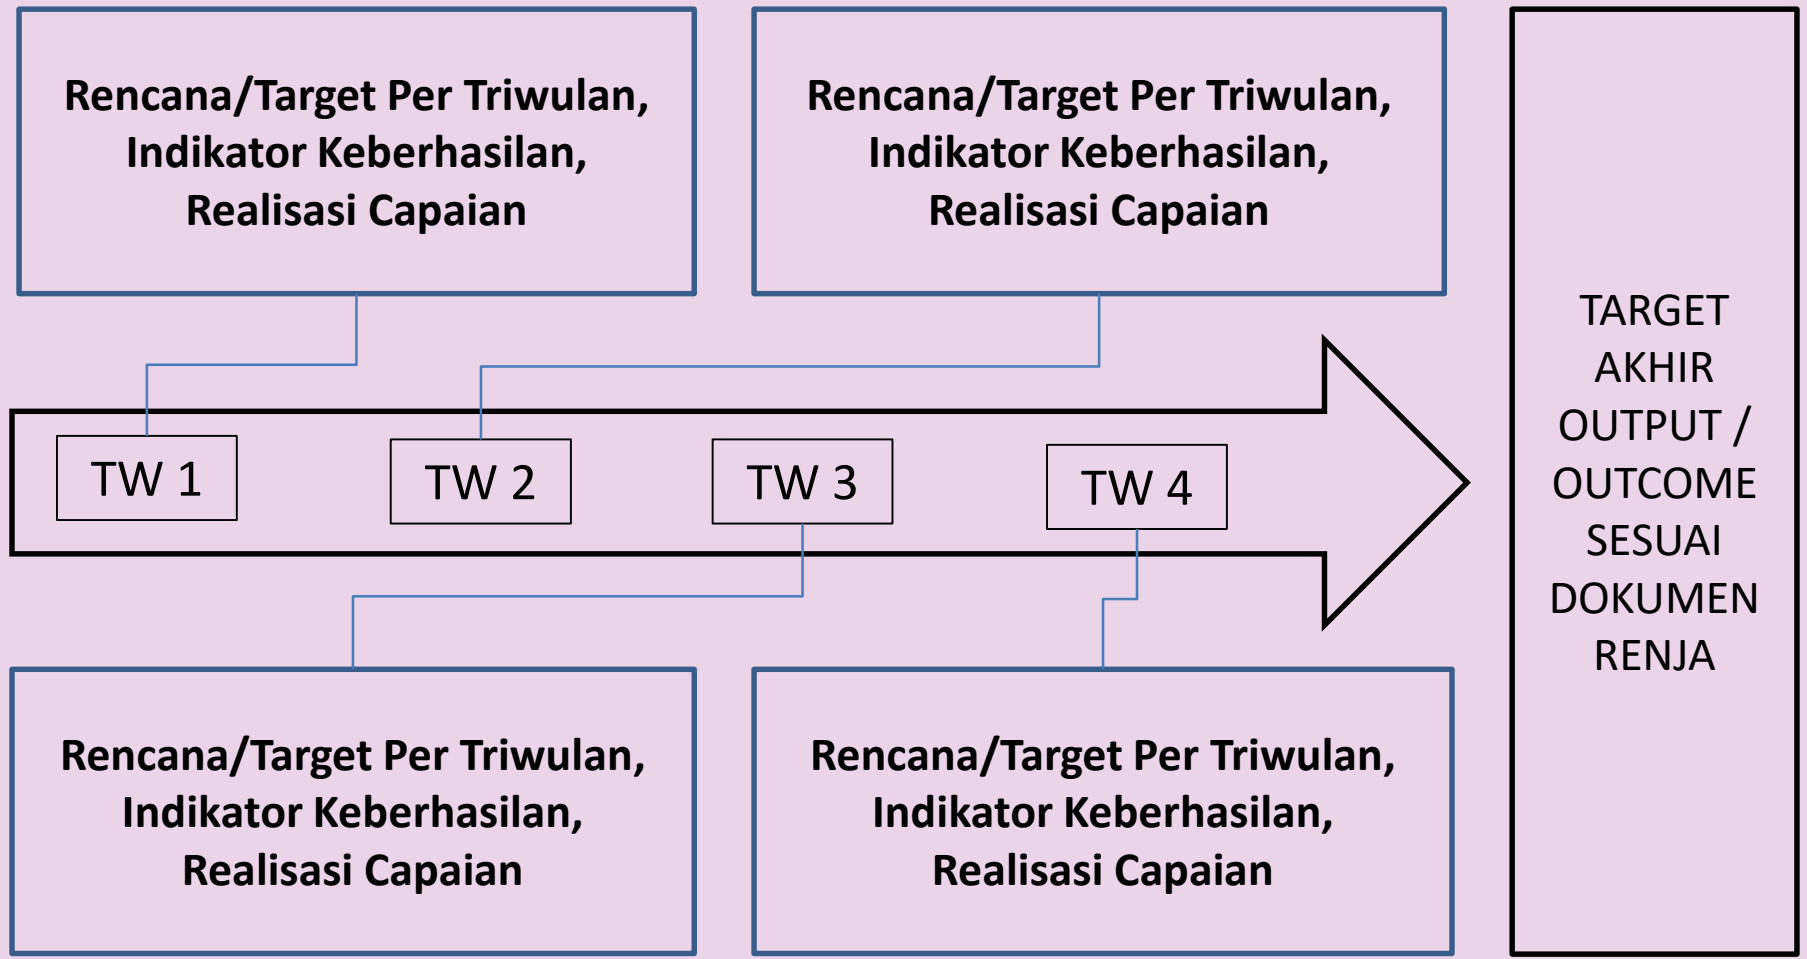 Rencana/Target Per Triwulan,
Indikator Keberhasilan,
Realisasi Capaian
Rencana/Target Per Triwulan,
Indikator Keberhasilan,
Realisasi Capaian
TW 1
TW 2
TW 3
TW 4
Rencana/Target Per Triwulan,
Indikator Keberhasilan,
Realisasi Capaian
Rencana/Target Per Triwulan,
Indikator Keberhasilan,
Realisasi Capaian
TARGET
AKHIR
OUTPUT /
OUTCOME
SESUAI
DOKUMEN
RENJA